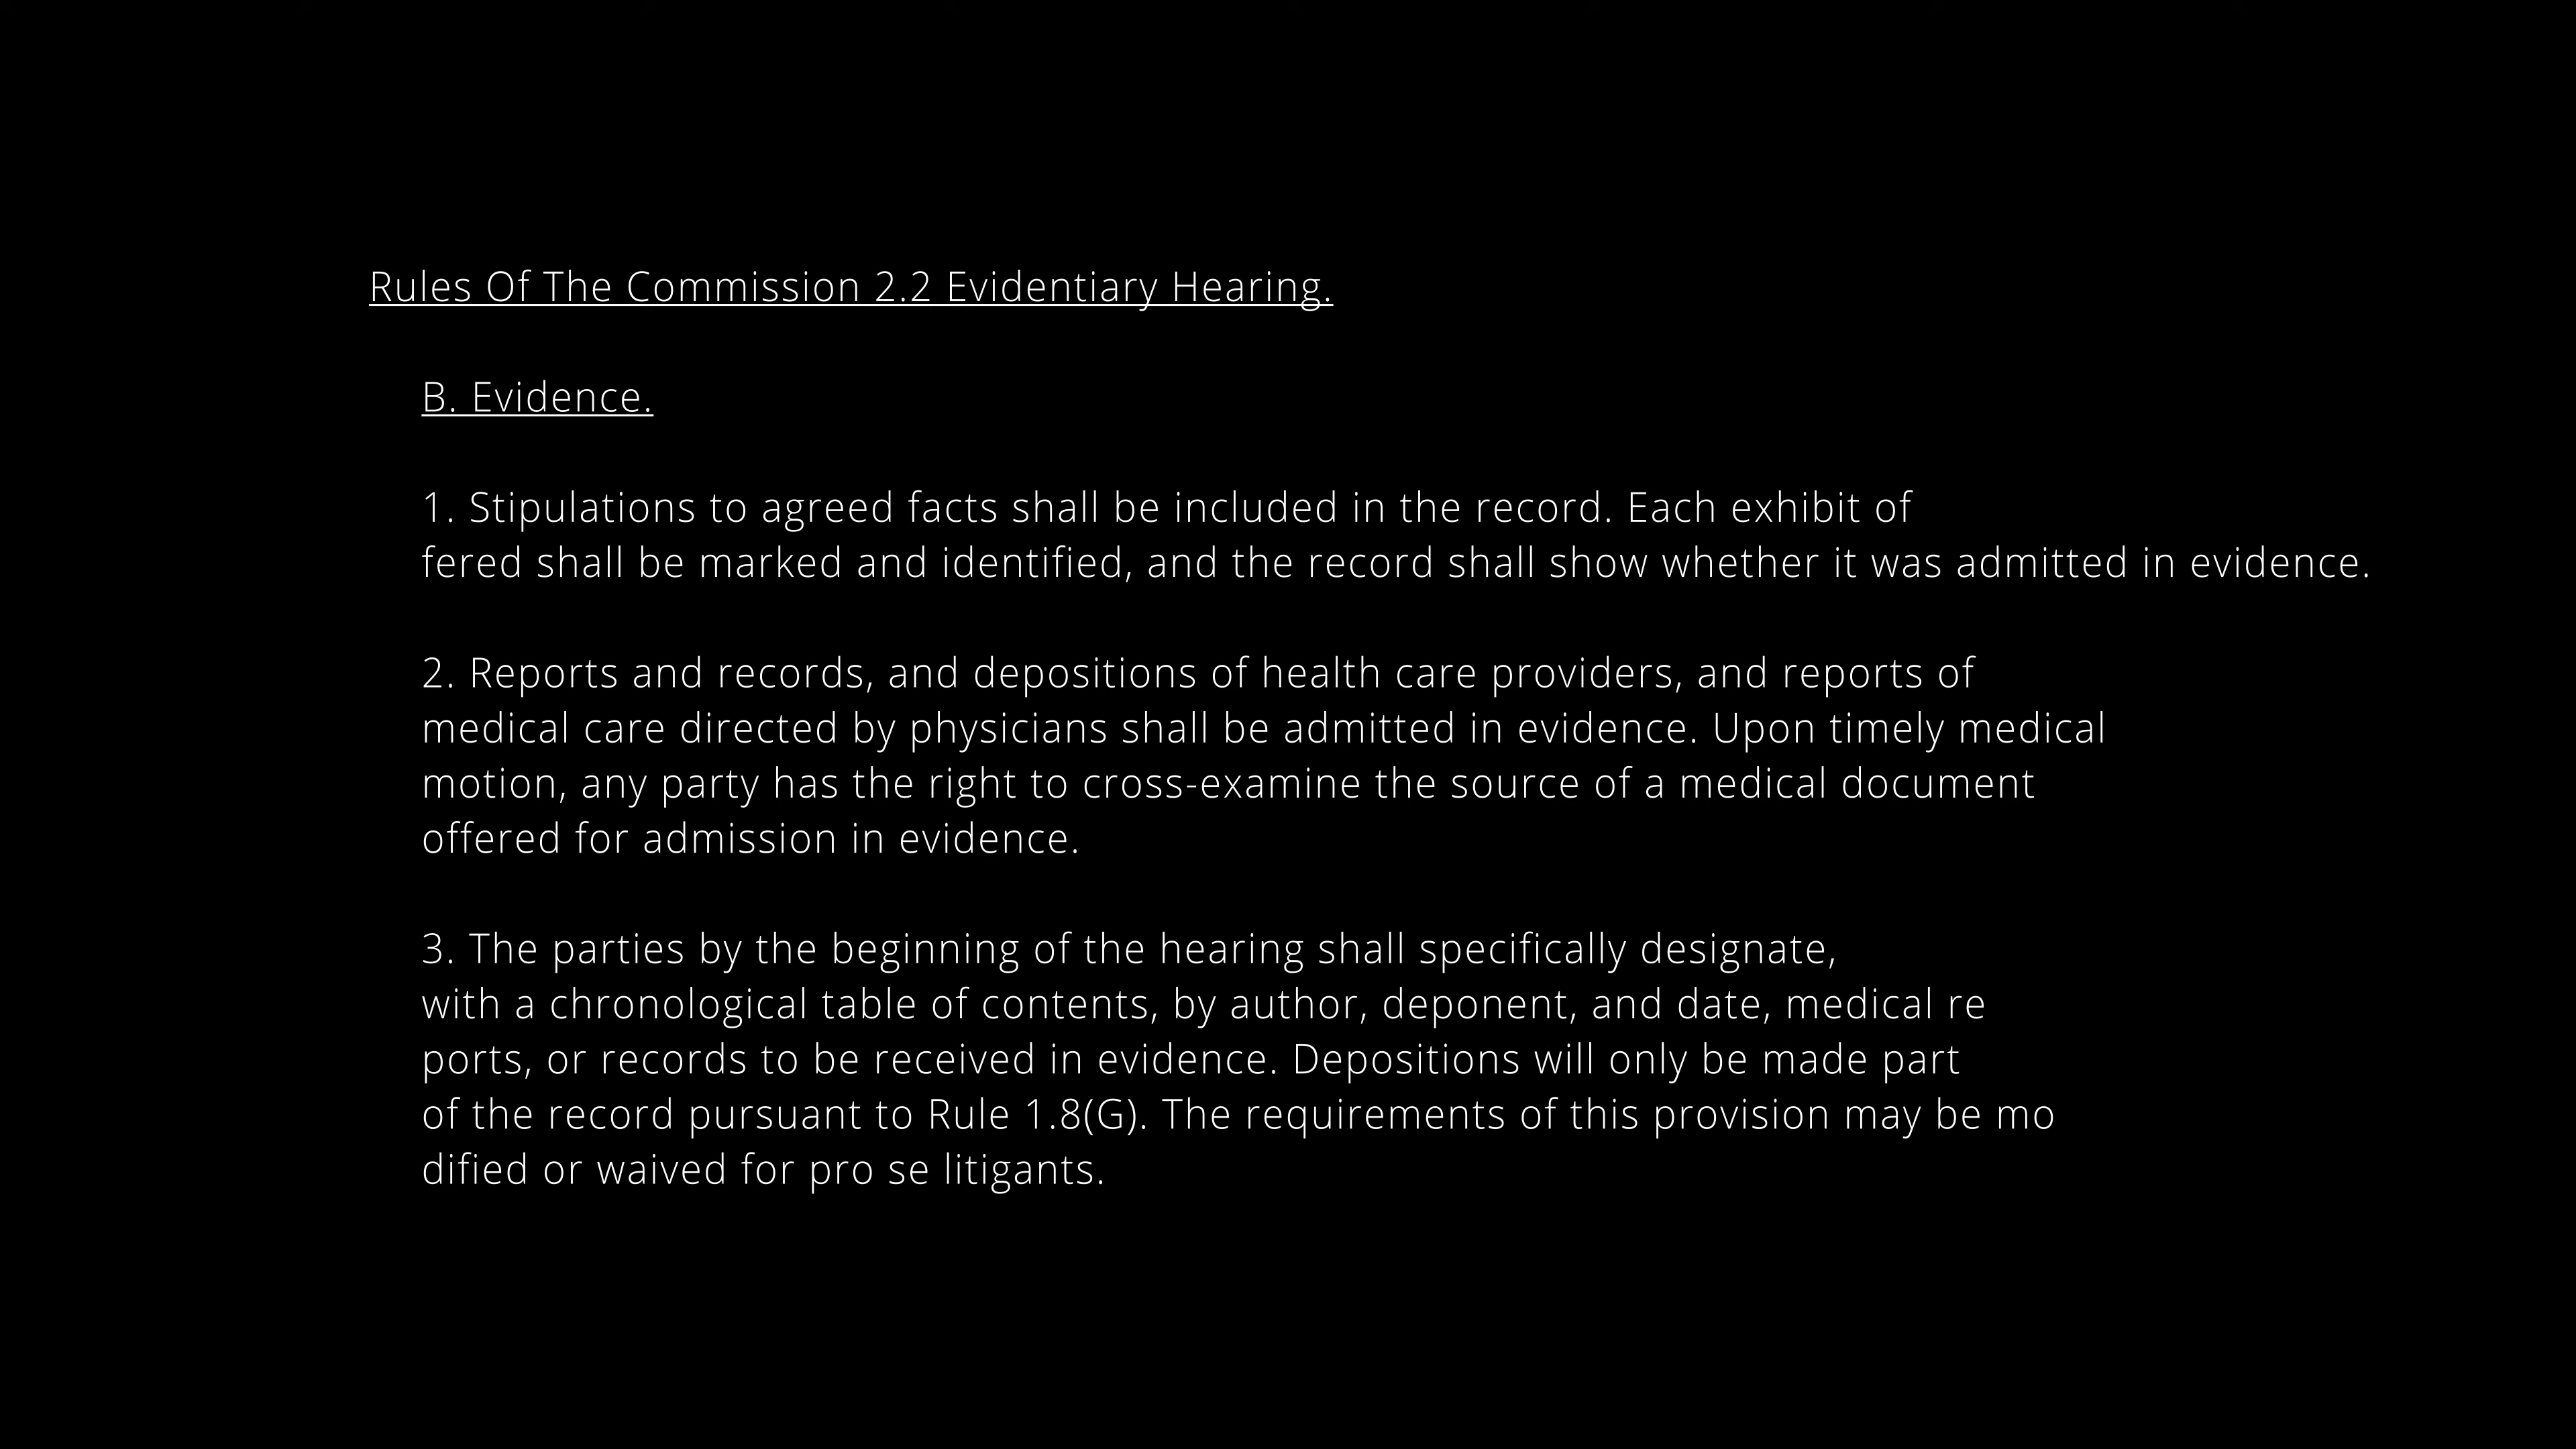 Rules Of The Commission 2.2 Evidentiary Hearing.
B. Evidence.
1. Stipulations to agreed facts shall be included in the record. Each exhibit of
fered shall be marked and identified, and the record shall show whether it was admitted in evidence.
2. Reports and records, and depositions of health care providers, and reports of
medical care directed by physicians shall be admitted in evidence. Upon timely medical
motion, any party has the right to cross-examine the source of a medical document
offered for admission in evidence.
3. The parties by the beginning of the hearing shall specifically designate,
with a chronological table of contents, by author, deponent, and date, medical re
ports, or records to be received in evidence. Depositions will only be made part
of the record pursuant to Rule 1.8(G). The requirements of this provision may be mo
dified or waived for pro se litigants.